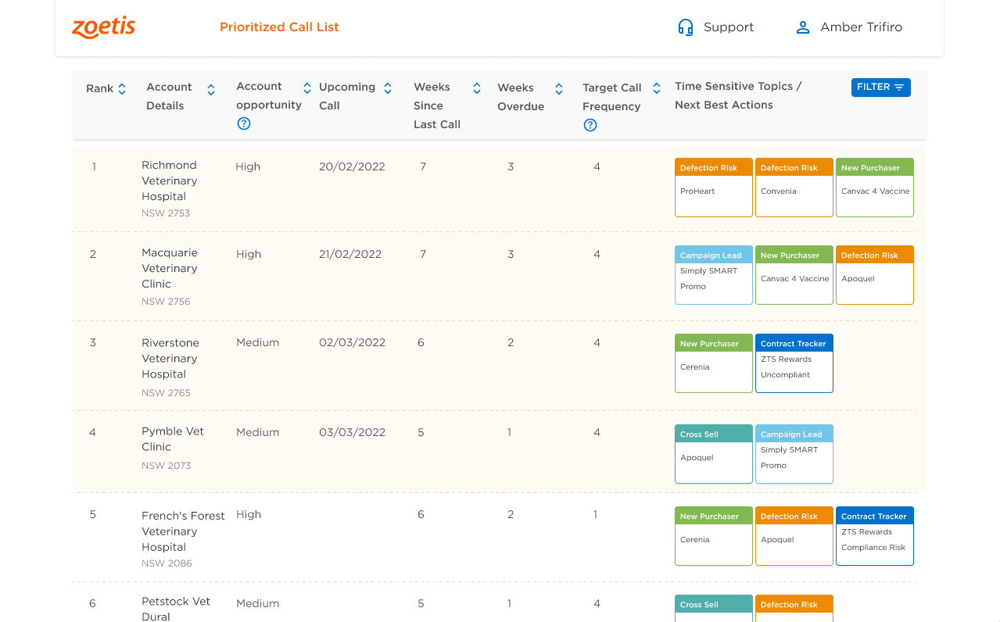 zoetis
Prioritized Call List
Support
Amber Trifiro
Rank
Account
Details
Account
opportunity
?
Upcoming
Call
Weeks
Since
Last Call
Weeks
Overdue
Target Call
Frequency
?
Time Sensitive Topics /
Next Best Actions
FILTER
1
Richmond
Veterinary
Hospital
NSW 2753
High
20/02/2022
7
3
4
Defection Risk
ProHeart
Defection Risk
Convenia
New Purchaser
Canvac 4 Vaccine
2
Macquarie
Veterinary
Clinic
NSW 2756
High
21/02/2022
7
3
4
Campaign Lead
Simply SMART
Promo
New Purchaser
Canvac 4 Vaccine
Defection Risk
Apoquel
3
Riverstone
Veterinary
Hospital
NSW 2765
Medium
02/03/2022
6
2
4
New Purchaser
Cerenia
Contract Tracker
ZTS Rewards
Uncompliant
4
Pymble Vet
Clinic
NSW 2073
Medium
03/03/2022
5
1
4
Cross Sell
Apoquel
Campaign Lead
Simply SMART
Promo
5
French's Forest
Veterinary
Hospital
NSW 2086
High
6
2
1
New Purchaser
Cerenia
Defection Risk
Apoquel
Contract Tracker
ZTS Rewards
Compliance Risk
6
Petstock Vet
Dural
Medium
5
1
4
Cross Sell
Defection Risk